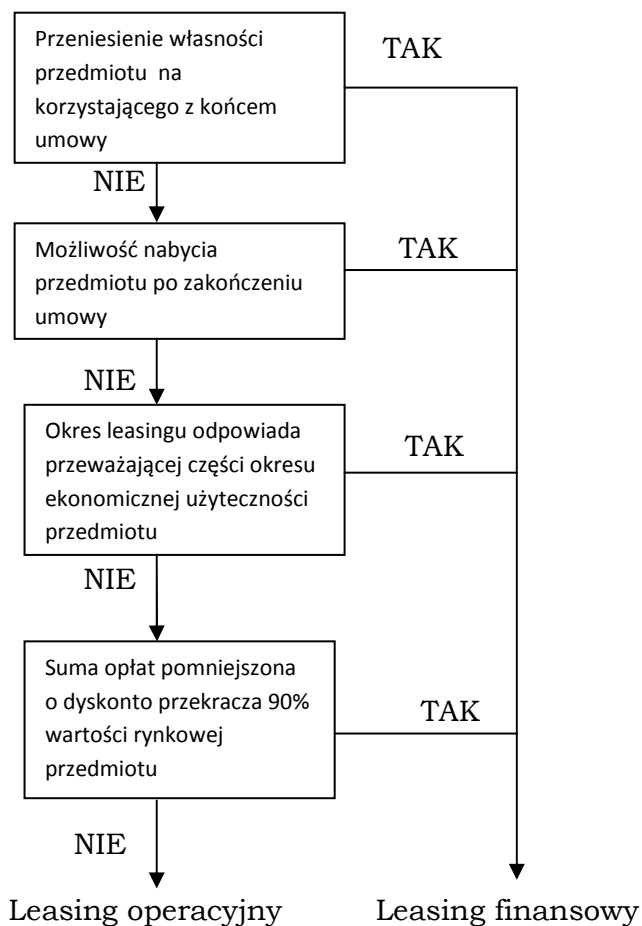 Przeniesienie własności
przedmiotu na
korzystającego z końcem
umowy
TAK
NIE
Możliwość nabycia
przedmiotu po zakończeniu
umowy
TAK
NIE
Okres leasingu odpowiada
przeważającej części okresu
ekonomicznej użyteczności
przedmiotu
TAK
NIE
Suma opłat pomniejszona
o dyskonto przekracza 90%
wartości rynkowej
przedmiotu
TAK
NIE
Leasing operacyjny
Leasing finansowy